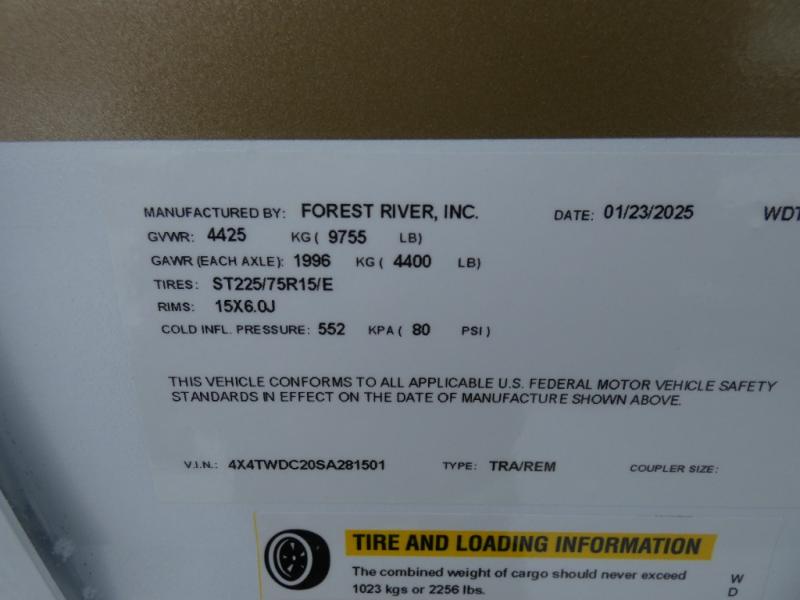 MANUFACTURED BY: FOREST RIVER, INC. DATE: 01/23/2025 WDT
GVWR: 4425 KG ( 9755 LB)
GAWR (EACH AXLE): 1996 KG ( 4400 LB)
TIRES: ST225/75R15/E
RIMS: 15X6.0J
COLD INFL. PRESSURE: 552 KPA ( 80 PSI )
THIS VEHICLE CONFORMS TO ALL APPLICABLE U.S. FEDERAL MOTOR VEHICLE SAFETY
STANDARDS IN EFFECT ON THE DATE OF MANUFACTURE SHOWN ABOVE.
V.I.N.: 4X4TWDC20SA281501 TYPE: TRA/REM COUPLER SIZE:
TIRE AND LOADING INFORMATION
The combined weight of cargo should never exceed W
1023 kgs or 2256 lbs. D